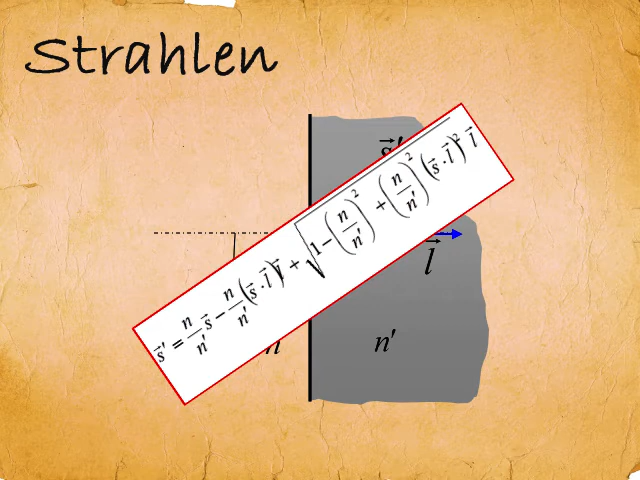 Strahlen
s⃗′
s⃗′ = n/n′ s⃗ − n/n′ (s⃗·l⃗) l⃗ + √(1 − (n/n′)² + (n/n′)² (s⃗·l⃗)²) l⃗
l⃗
n n′